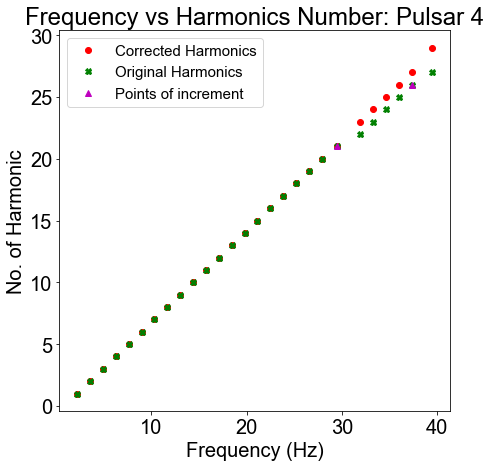 Frequency vs Harmonics Number: Pulsar 4
Corrected Harmonics
Original Harmonics
Points of increment
No. of Harmonic
30
25
20
15
10
5
0
10 20 30 40
Frequency (Hz)